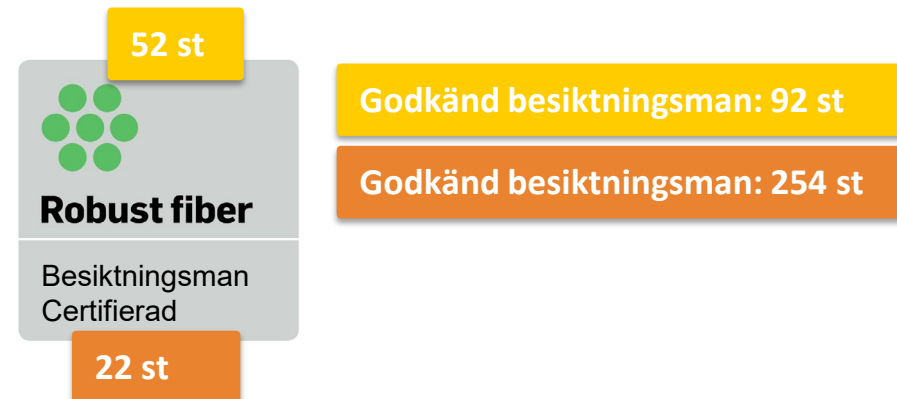 52 st
Robust fiber
Besiktningsman
Certifierad
22 st
Godkänd besiktningsman: 92 st
Godkänd besiktningsman: 254 st